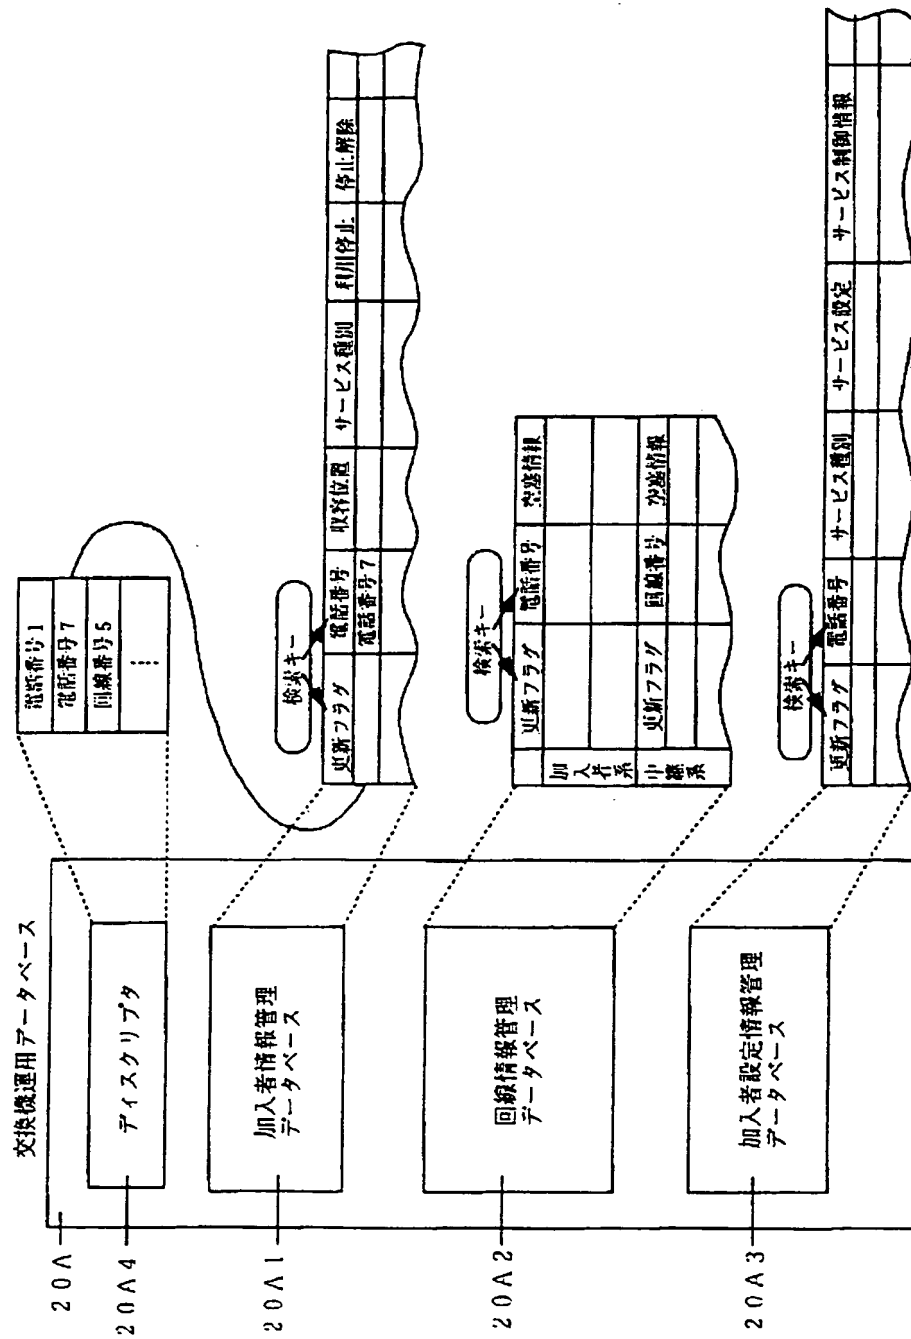 交換機運用データベース
20A
20A4
ディスクリプタ
電話番号1
電話番号7
回線番号5
⋮
20A1
加入者情報管理
データベース
検索キー
更新フラグ 電話番号 収容位置 サービス種別 利用停止 停止解除
電話番号7
20A2
回線情報管理
データベース
検索キー
加入者系 更新フラグ 電話番号 空塞情報
中継系 更新フラグ 回線番号 空塞情報
20A3
加入者設定情報管理
データベース
検索キー
更新フラグ 電話番号 サービス種別 サービス設定 サービス制御情報